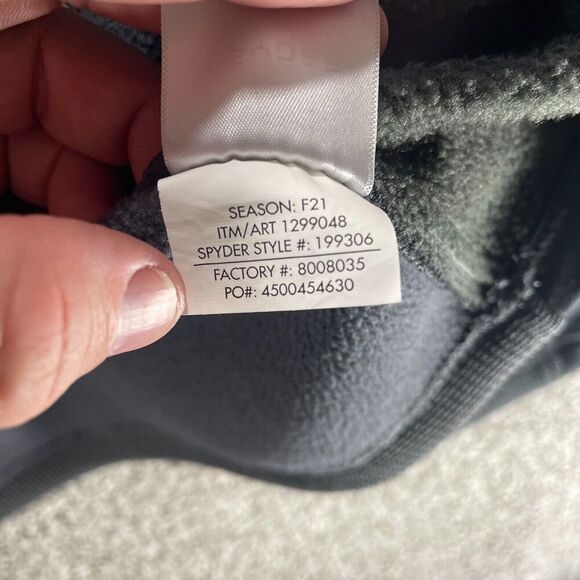 SEASON: F21
ITM/ART 1299048
SPYDER STYLE #: 199306
FACTORY #: 8008035
PO#: 4500454630